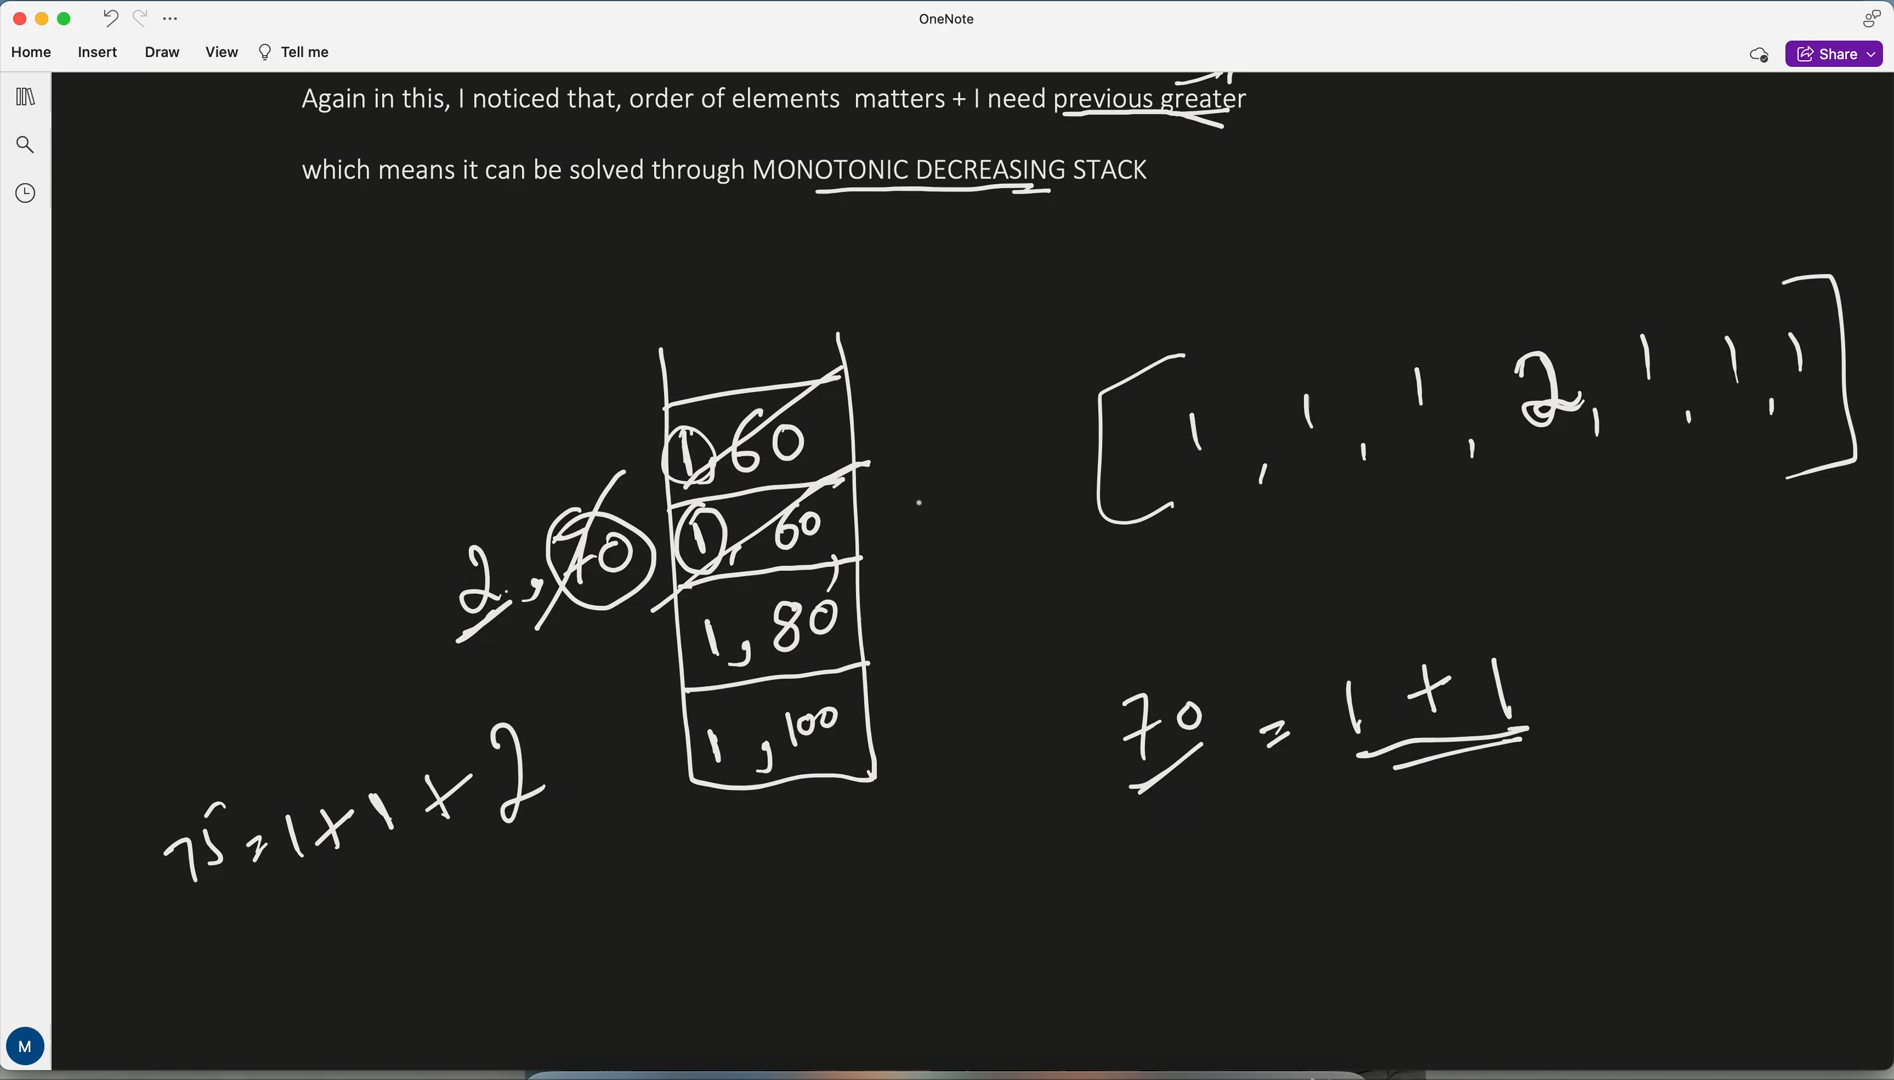 OneNote
Home Insert Draw View Tell me
Share
Again in this, I noticed that, order of elements matters + I need previous greater
which means it can be solved through MONOTONIC DECREASING STACK
[ 1 , 1 , 1 , 2 , 1 , 1 , 1 ]
1, 60
2, 70
1, 60
1, 80
1, 100
70 = 1 + 1
75 = 1 + 1 + 2
M